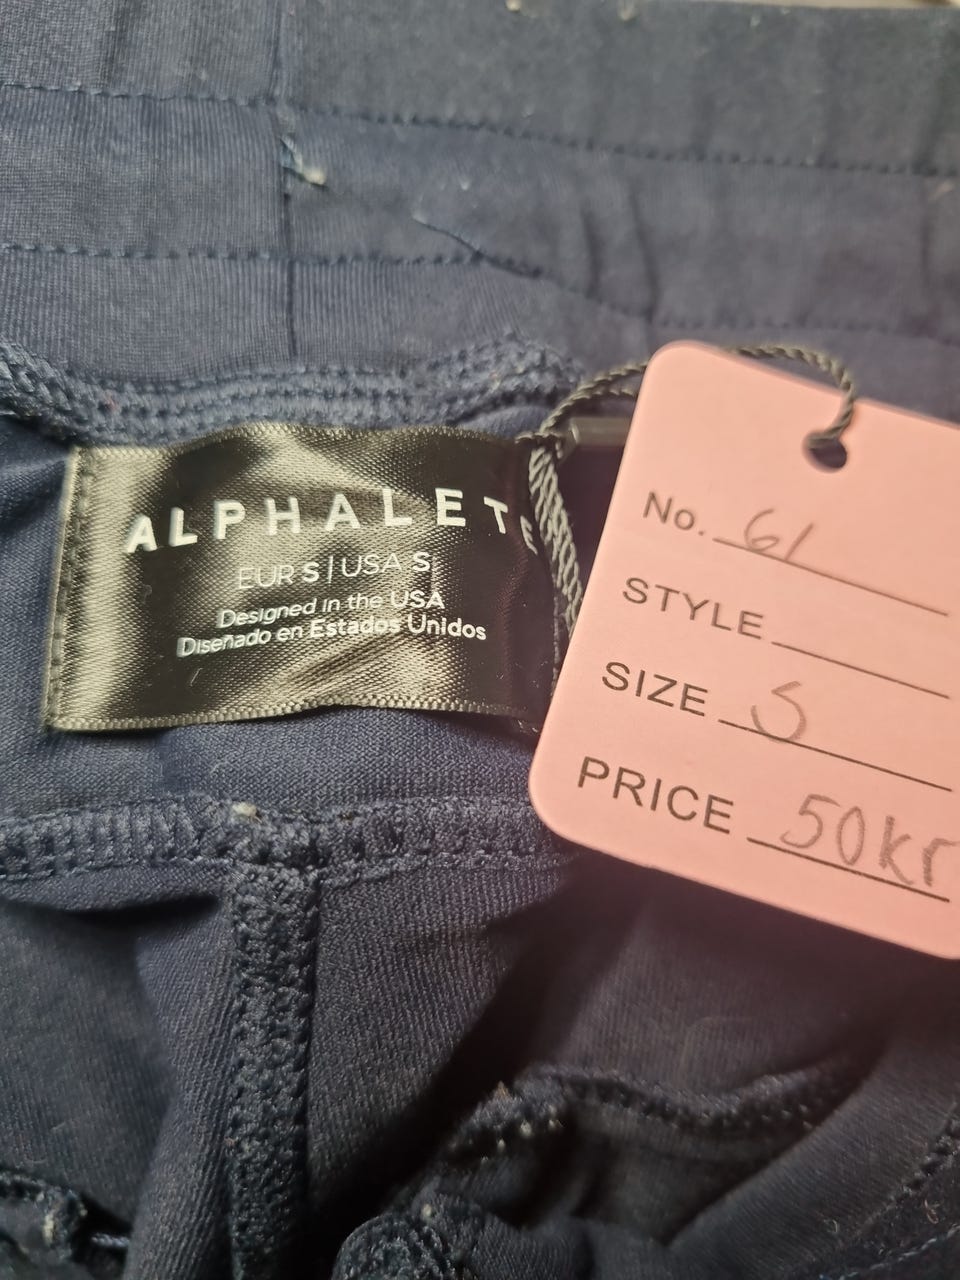 ALPHALETE
EUR S | USA S
Designed in the USA
Diseñado en Estados Unidos
No. 61
STYLE
SIZE S
PRICE 50kr